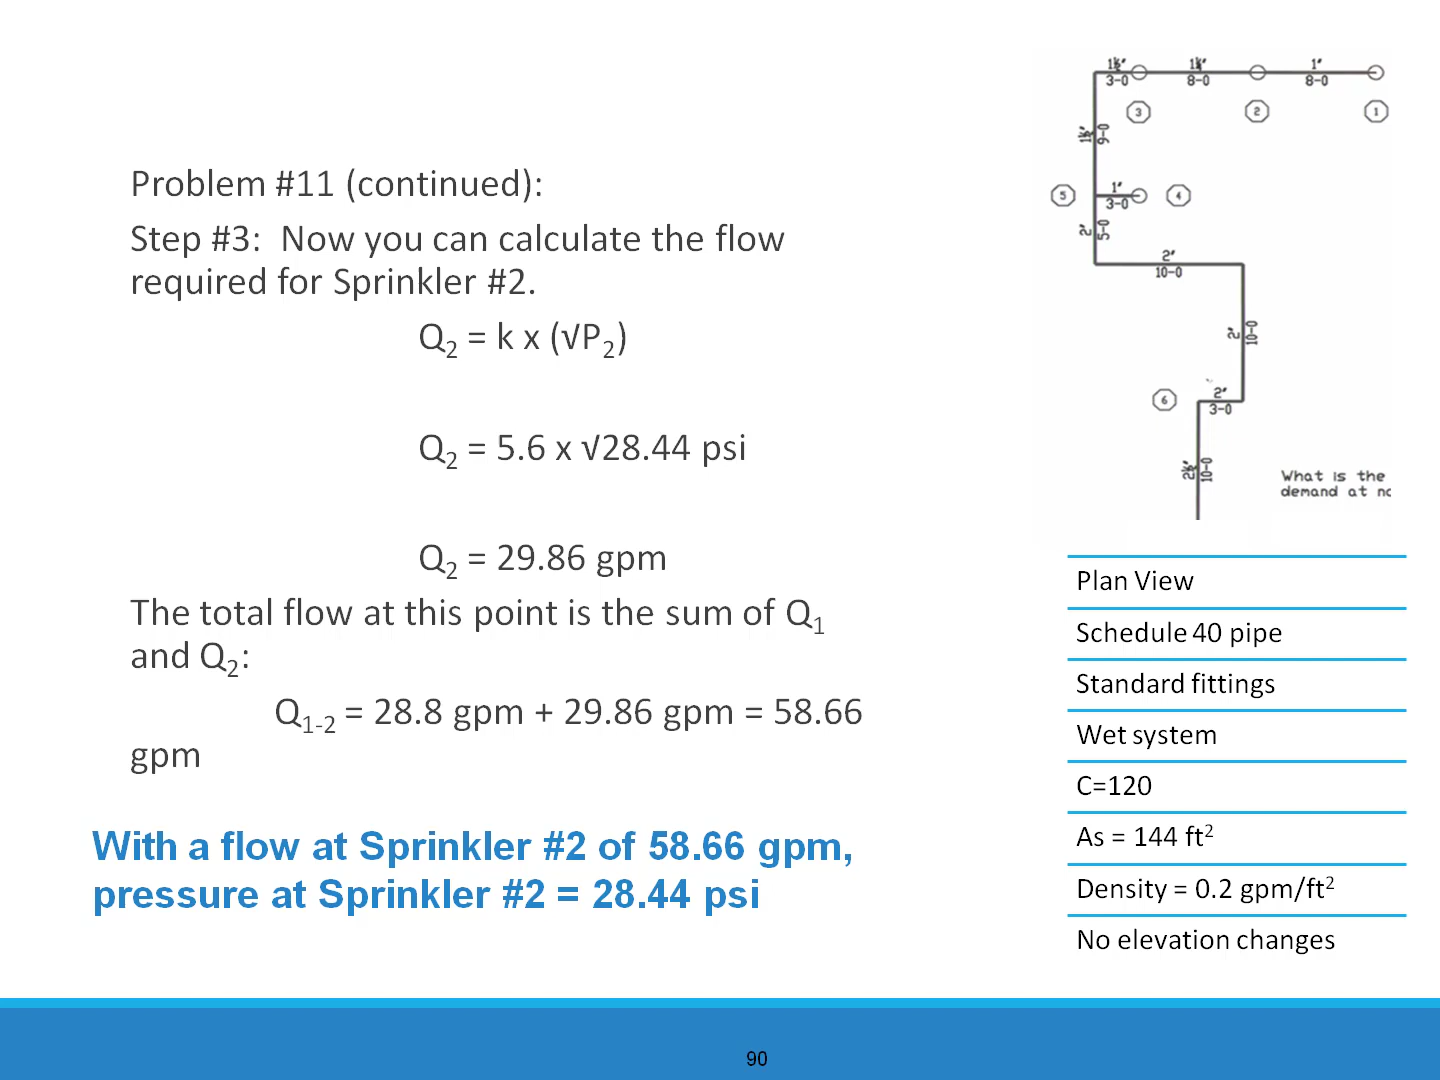 Problem #11 (continued):
Step #3:  Now you can calculate the flow
required for Sprinkler #2.
Q2 = k x (√P2)
Q2 = 5.6 x √28.44 psi
Q2 = 29.86 gpm
The total flow at this point is the sum of Q1
and Q2:
Q1-2 = 28.8 gpm + 29.86 gpm = 58.66
gpm
With a flow at Sprinkler #2 of 58.66 gpm,
pressure at Sprinkler #2 = 28.44 psi
1½" 1¼" 1"
3-0 8-0 8-0
3 2 1
1½" 9-0
5 1" 4
3-0
2" 5-0
2"
10-0
2" 10-0
6 2"
3-0
2½" 10-0
What is the
demand at no
Plan View
Schedule 40 pipe
Standard fittings
Wet system
C=120
As = 144 ft²
Density = 0.2 gpm/ft²
No elevation changes
90